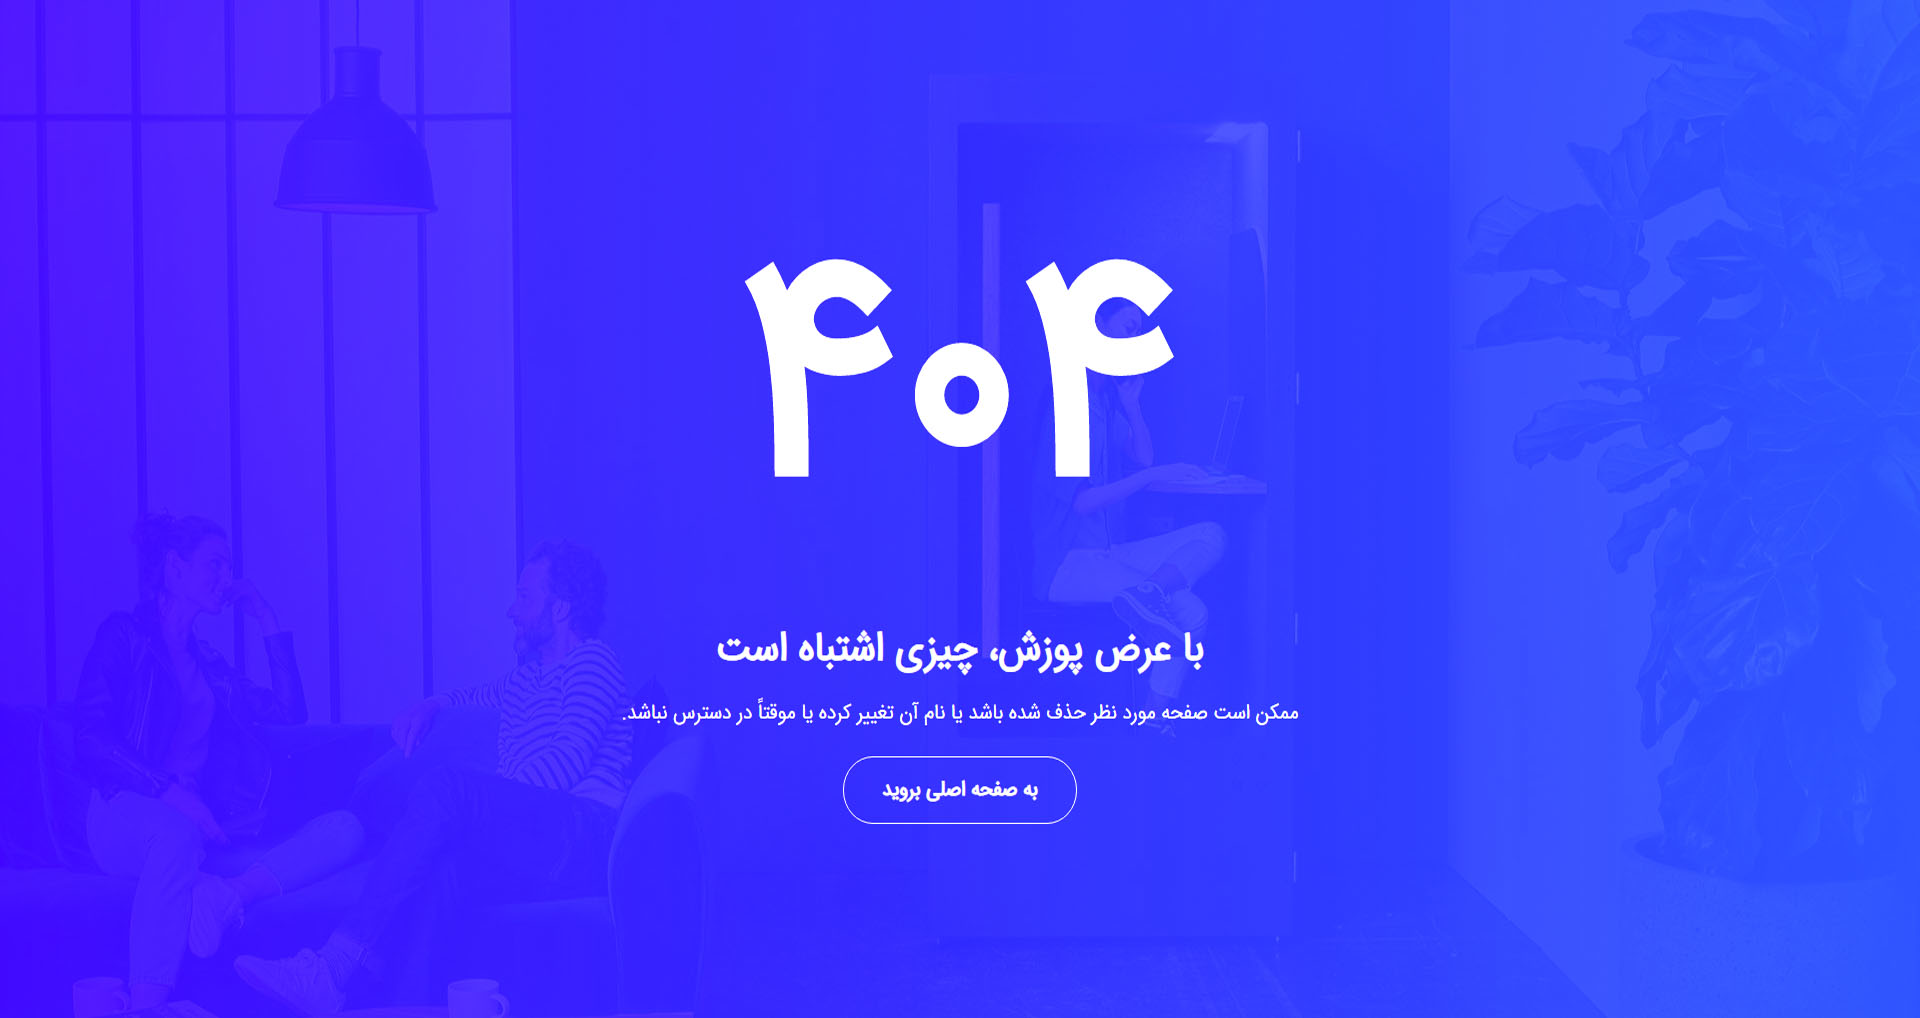 ۴۰۴
با عرض پوزش، چیزی اشتباه است
ممکن است صفحه مورد نظر حذف شده باشد یا نام آن تغییر کرده یا موقتاً در دسترس نباشد.
به صفحه اصلی بروید